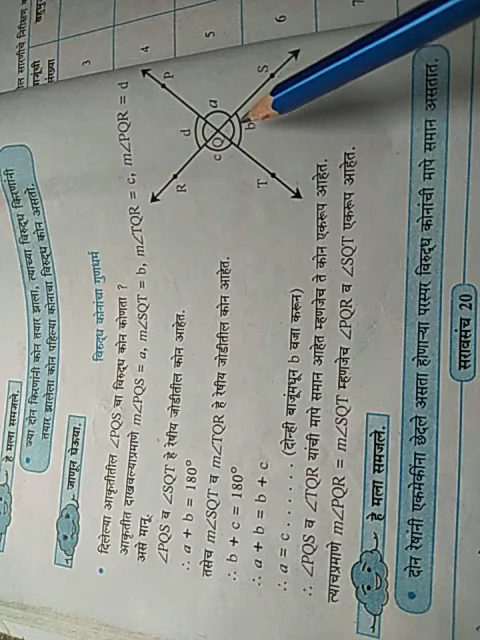 हे मला समजले.
• ज्या दोन किरणांनी कोन तयार झाला, त्याच्या विरुद्ध किरणांनी
तयार झालेला कोन पहिल्या कोनाचा विरुद्ध कोन असतो.
जाणून घेऊया.
विरुद्ध कोनांचा गुणधर्म
• दिलेल्या आकृतीतील ∠PQS चा विरुद्ध कोन कोणता ?
आकृतीत दाखवल्याप्रमाणे m∠PQS = a, m∠SQT = b, m∠TQR = c, m∠PQR = d
असे मानू.
∠PQS व ∠SQT हे रेषीय जोडीतील कोन आहेत.
∴ a + b = 180°
तसेच m∠SQT व m∠TQR हे रेषीय जोडीतील कोन आहेत.
∴ b + c = 180°
∴ a + b = b + c
∴ a = c . . . . . . . (दोन्ही बाजूंमधून b वजा करून)
∴ ∠PQS व ∠TQR यांची मापे समान आहेत म्हणजेच ते कोन एकरूप आहेत.
त्याचप्रमाणे m∠PQR = m∠SQT म्हणजेच ∠PQR व ∠SQT एकरूप आहेत.
P
S
R
T
Q
a
b
c
d
हे मला समजले.
• दोन रेषांनी एकमेकींना छेदले असता होणाऱ्या परस्पर विरुद्ध कोनांची मापे समान असतात.
सरावसंच 20
3
4
5
6